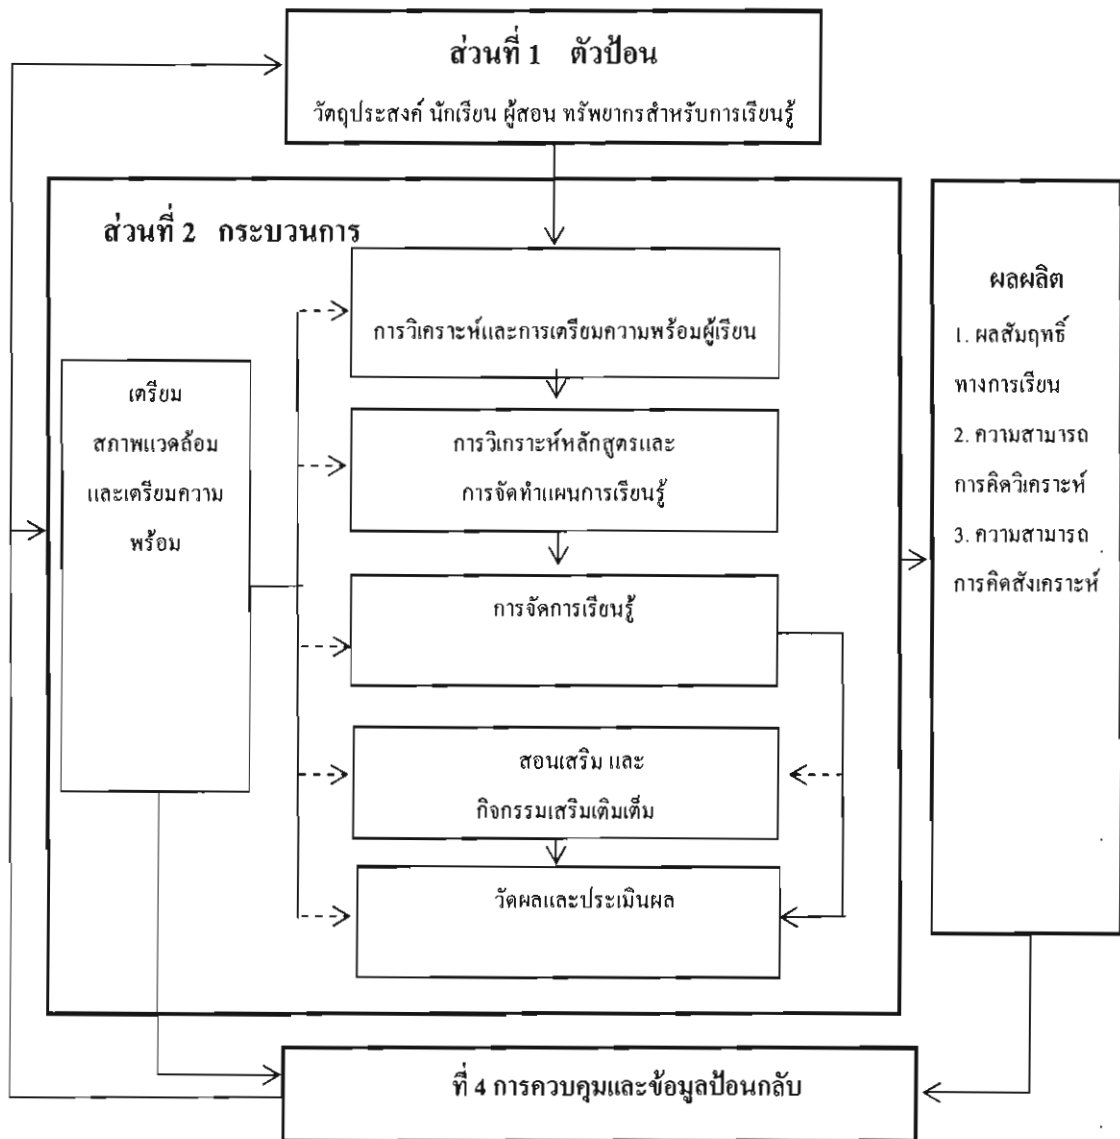 ส่วนที่ 1 ตัวป้อน
วัตถุประสงค์ นักเรียน ผู้สอน ทรัพยากรสำหรับการเรียนรู้
ส่วนที่ 2 กระบวนการ
การวิเคราะห์และการเตรียมความพร้อมผู้เรียน
เตรียม
สภาพแวดล้อม
และเตรียมความ
พร้อม
การวิเคราะห์หลักสูตรและ
การจัดทำแผนการเรียนรู้
การจัดการเรียนรู้
สอนเสริม และ
กิจกรรมเสริมเติมเต็ม
วัดผลและประเมินผล
ผลผลิต
1. ผลสัมฤทธิ์
ทางการเรียน
2. ความสามารถ
การคิดวิเคราะห์
3. ความสามารถ
การคิดสังเคราะห์
ที่ 4 การควบคุมและข้อมูลป้อนกลับ